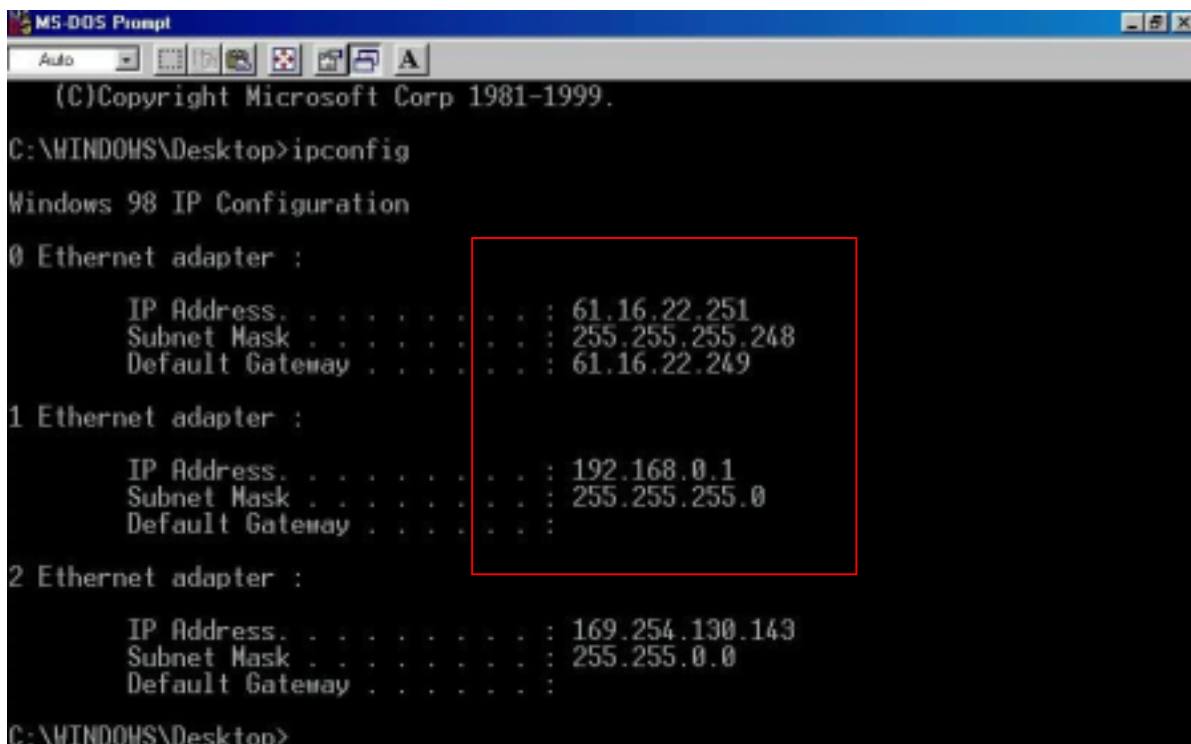 MS-DOS Prompt
Auto
A
(C)Copyright Microsoft Corp 1981-1999.
C:\WINDOWS\Desktop>ipconfig
Windows 98 IP Configuration
0 Ethernet adapter :
IP Address. . . . . . . . . : 61.16.22.251
Subnet Mask . . . . . . . . : 255.255.255.248
Default Gateway . . . . . . : 61.16.22.249
1 Ethernet adapter :
IP Address. . . . . . . . . : 192.168.0.1
Subnet Mask . . . . . . . . : 255.255.255.0
Default Gateway . . . . . . :
2 Ethernet adapter :
IP Address. . . . . . . . . : 169.254.130.143
Subnet Mask . . . . . . . . : 255.255.0.0
Default Gateway . . . . . . :
C:\WINDOWS\Desktop>